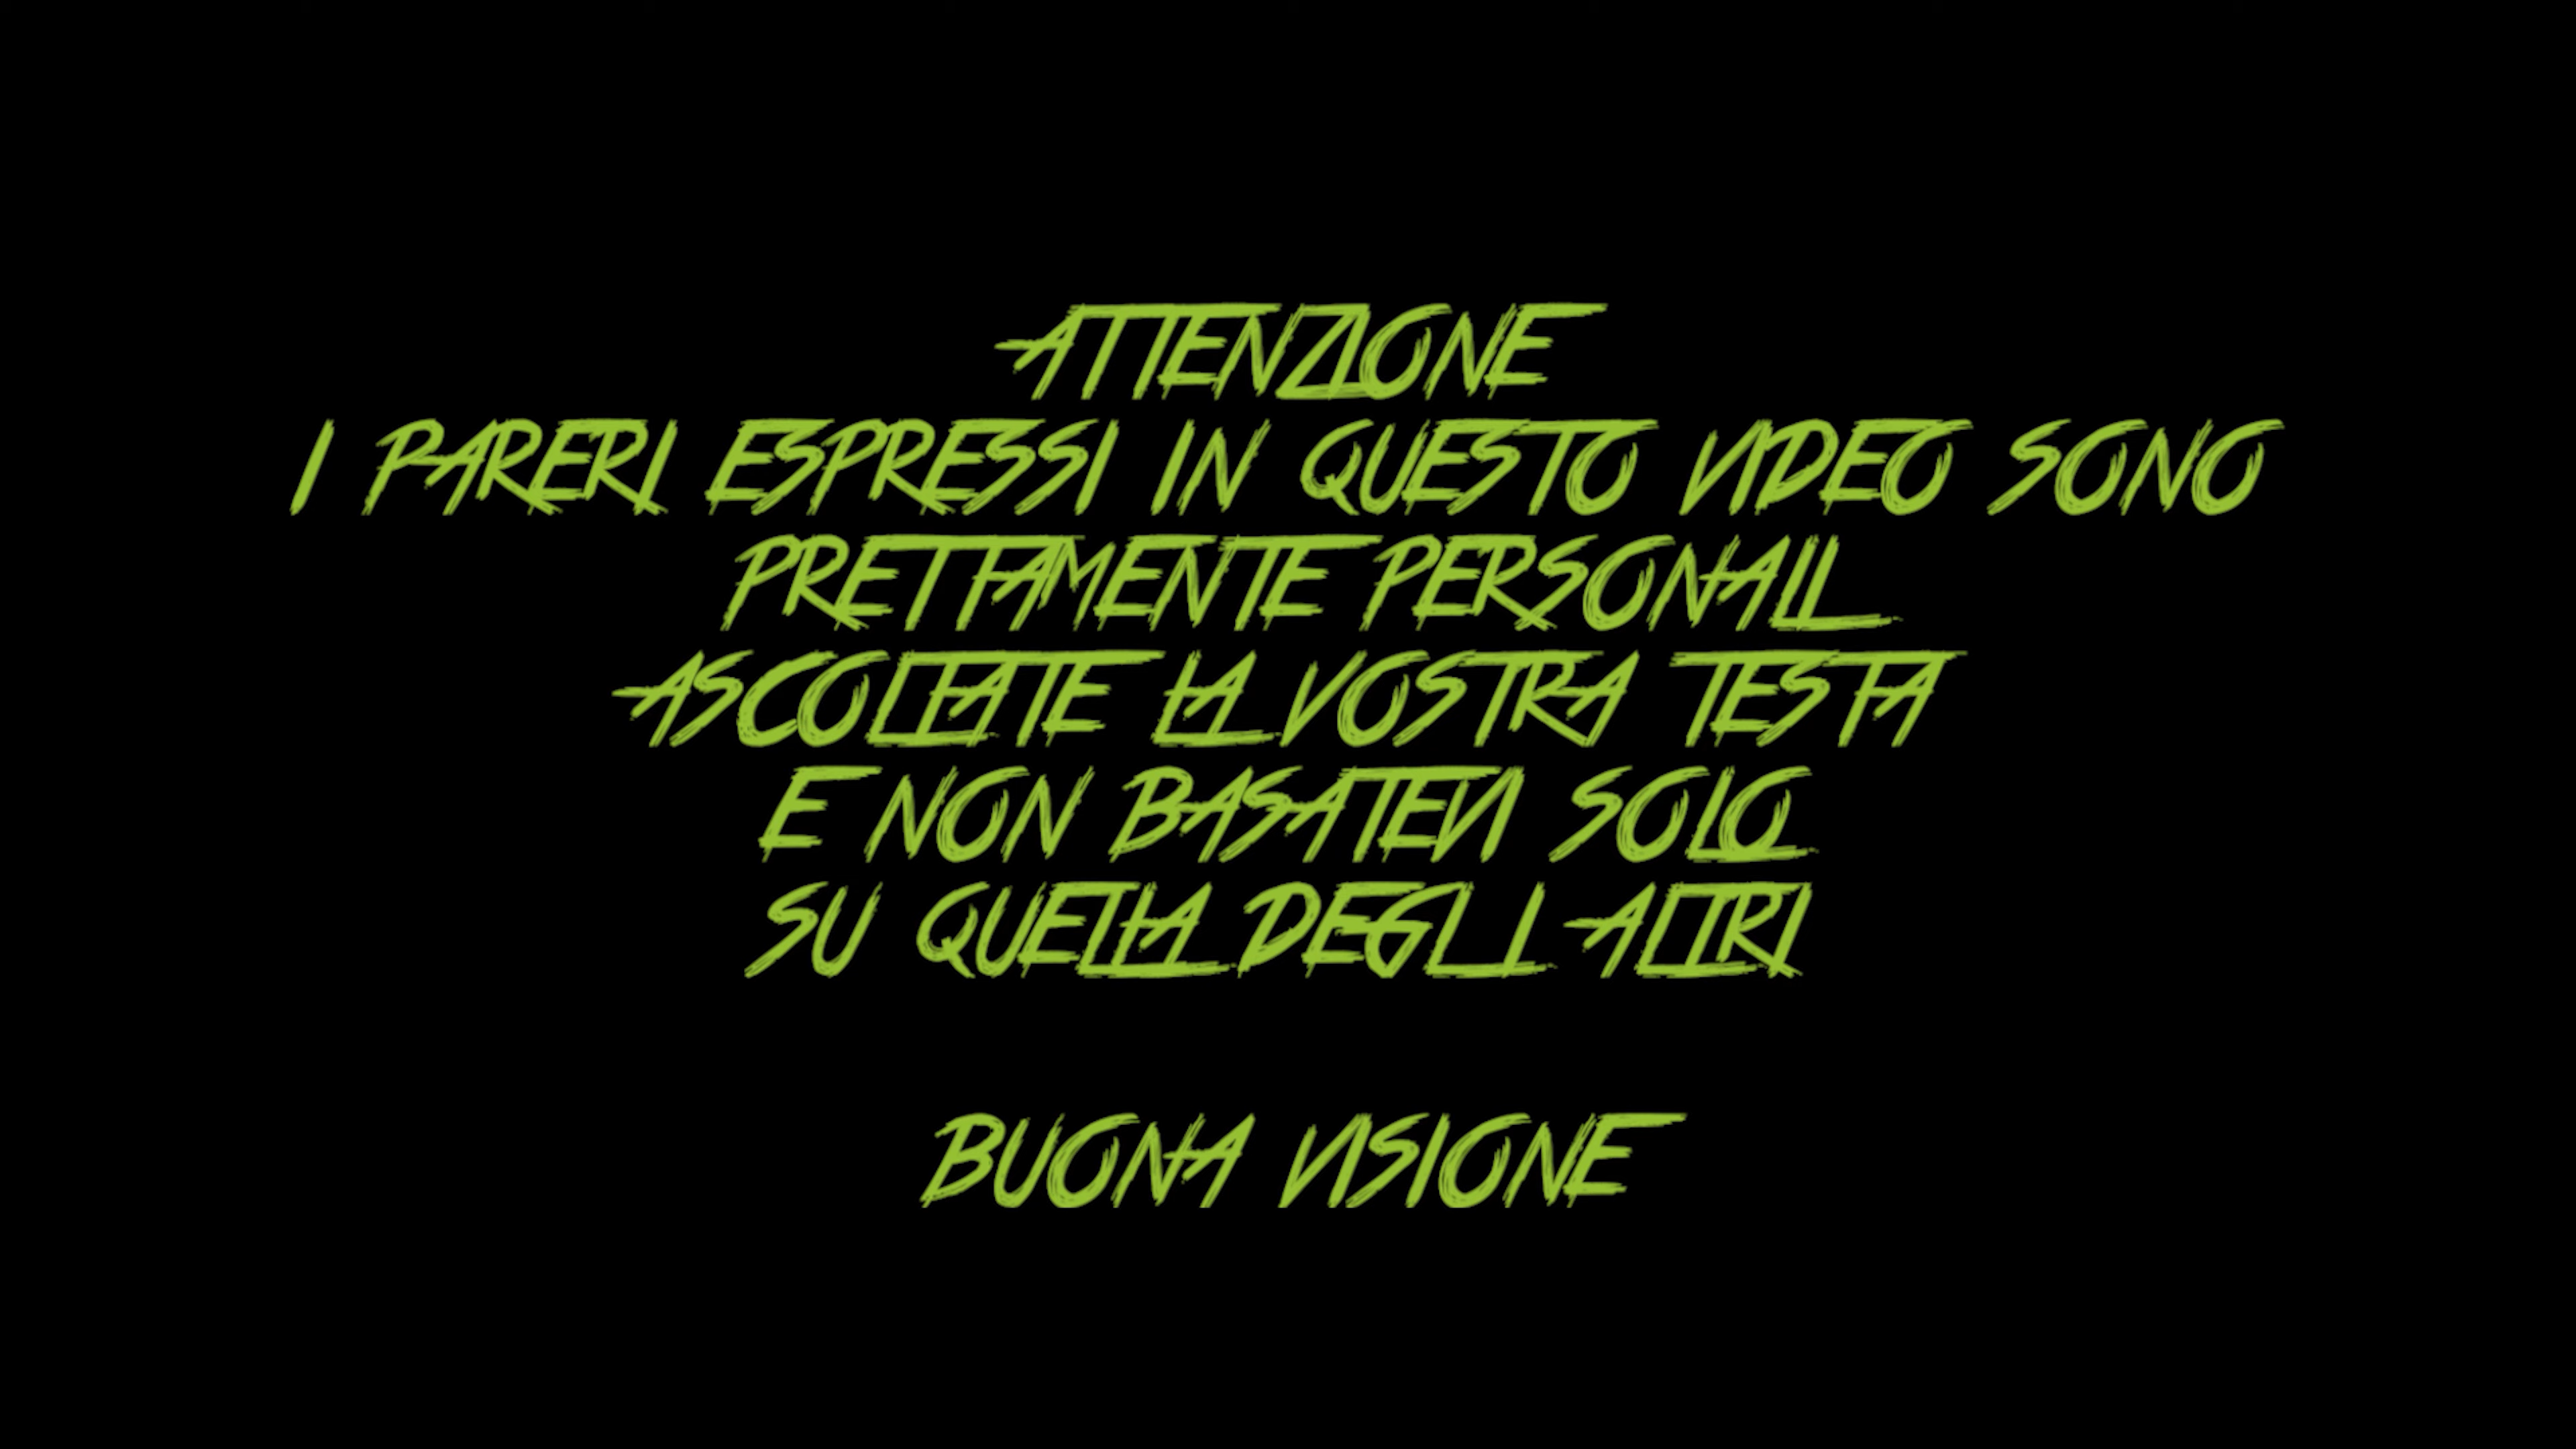 ATTENZIONE
I PARERI ESPRESSI IN QUESTO VIDEO SONO
PRETTAMENTE PERSONALI
ASCOLTATE LA VOSTRA TESTA
E NON BASATEVI SOLO
SU QUELLA DEGLI ALTRI
BUONA VISIONE